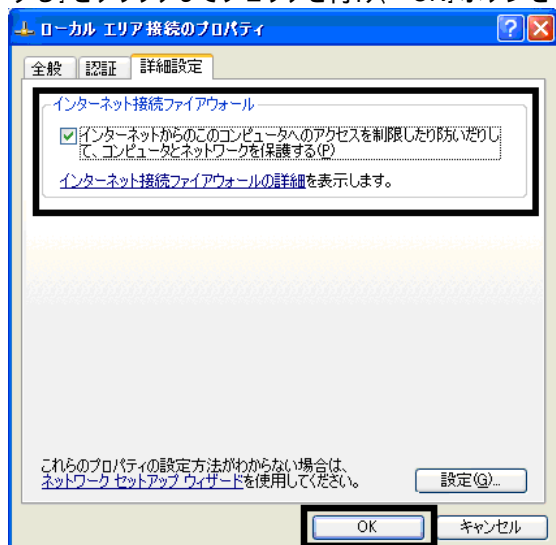 ローカル エリア接続のプロパティ
全般 認証 詳細設定
インターネット接続ファイアウォール
インターネットからのこのコンピュータへのアクセスを制限したり防いだりし
て、コンピュータとネットワークを保護する(P)
インターネット接続ファイアウォールの詳細を表示します。
これらのプロパティの設定方法がわからない場合は、
ネットワーク セットアップ ウィザードを使用してください。
設定(G)...
OK キャンセル